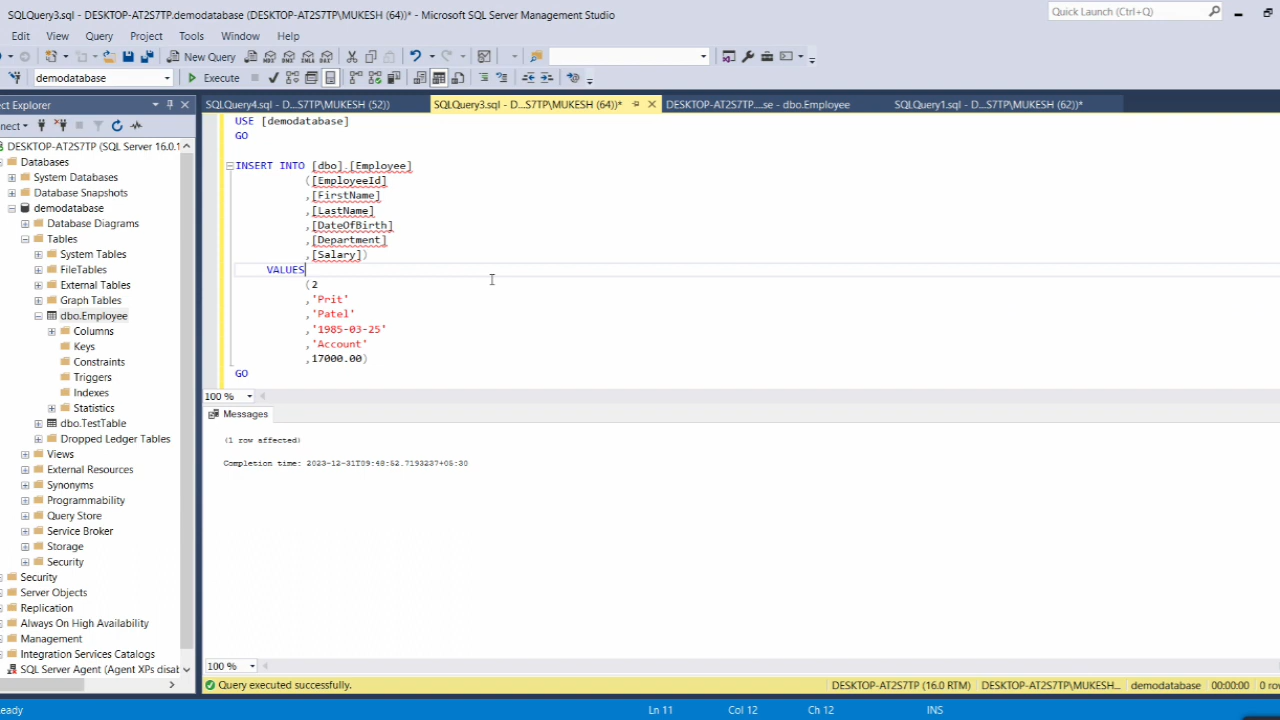 SQLQuery3.sql - DESKTOP-AT2S7TP.demodatabase (DESKTOP-AT2S7TP\MUKESH (64))* - Microsoft SQL Server Management Studio
Quick Launch (Ctrl+Q)
Edit View Query Project Tools Window Help
New Query
demodatabase Execute
ect Explorer
SQLQuery4.sql - D...S7TP\MUKESH (52))
SQLQuery3.sql - D...S7TP\MUKESH (64))*
DESKTOP-AT2S7TP....se - dbo.Employee
SQLQuery1.sql - D...S7TP\MUKESH (62))*
nect
DESKTOP-AT2S7TP (SQL Server 16.0.1
Databases
System Databases
Database Snapshots
demodatabase
Database Diagrams
Tables
System Tables
FileTables
External Tables
Graph Tables
dbo.Employee
Columns
Keys
Constraints
Triggers
Indexes
Statistics
dbo.TestTable
Dropped Ledger Tables
Views
External Resources
Synonyms
Programmability
Query Store
Service Broker
Storage
Security
Security
Server Objects
Replication
Always On High Availability
Management
Integration Services Catalogs
SQL Server Agent (Agent XPs disat
USE [demodatabase]
GO
INSERT INTO [dbo].[Employee]
([EmployeeId]
,[FirstName]
,[LastName]
,[DateOfBirth]
,[Department]
,[Salary])
VALUES
(2
,'Prit'
,'Patel'
,'1985-03-25'
,'Account'
,17000.00)
GO
100 %
Messages
(1 row affected)
Completion time: 2023-12-31T09:48:52.7193237+05:30
100 %
Query executed successfully.
DESKTOP-AT2S7TP (16.0 RTM) DESKTOP-AT2S7TP\MUKESH... demodatabase 00:00:00 0 ro
eady Ln 11 Col 12 Ch 12 INS